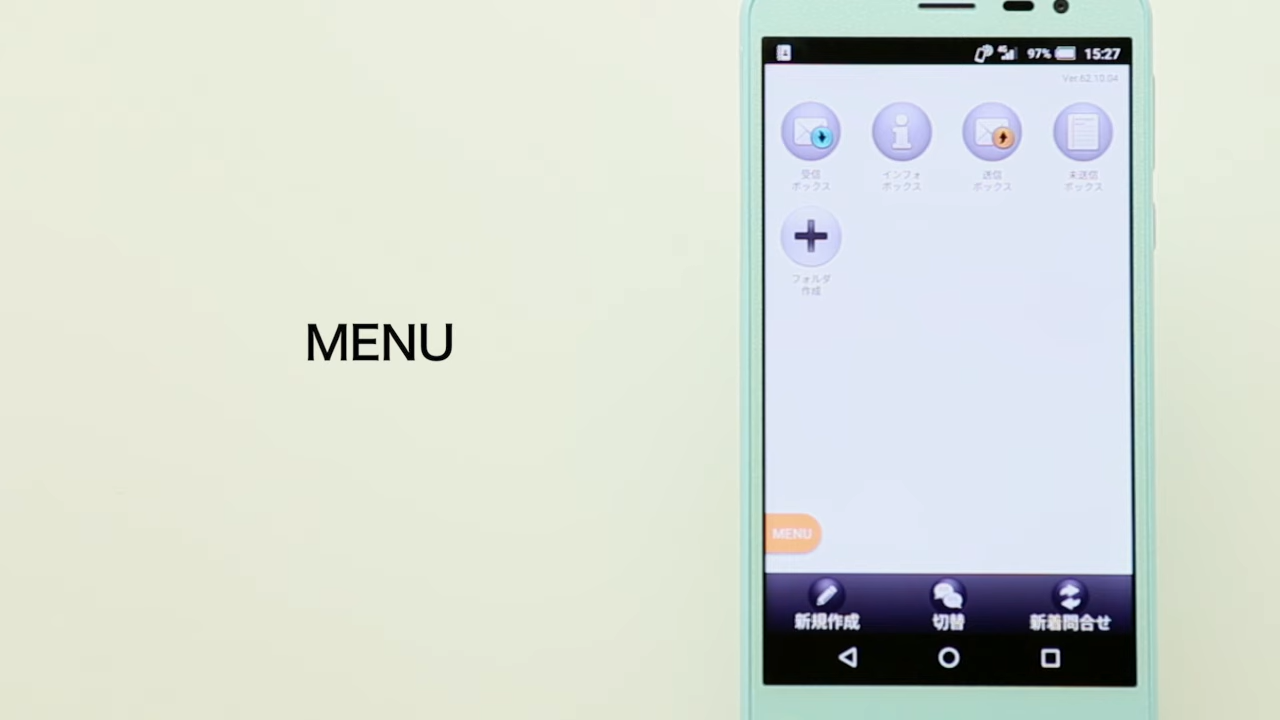 97% 15:27
Ver.62.10.04
受信
ボックス
インフォ
ボックス
送信
ボックス
未送信
ボックス
フォルダ
作成
MENU
MENU
新規作成 切替 新着問合せ